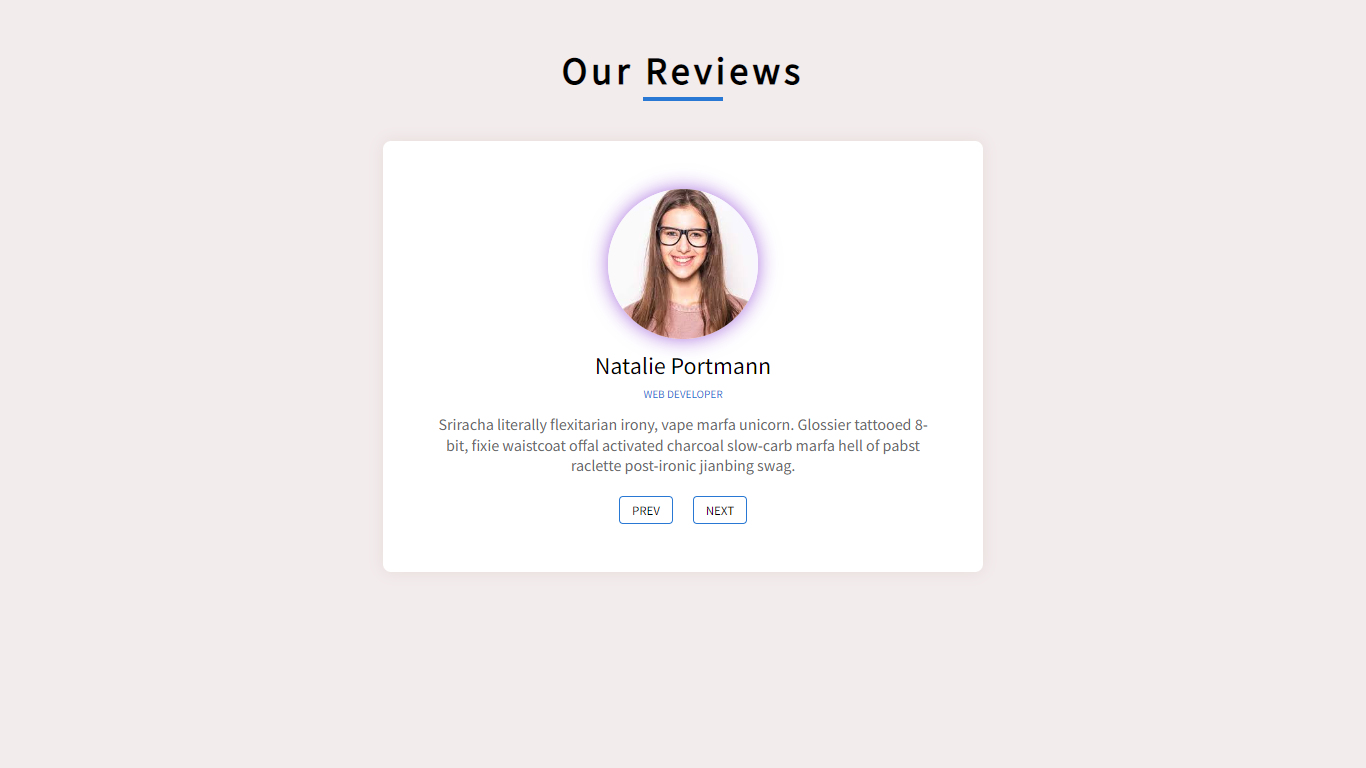 Our Reviews
Natalie Portmann
WEB DEVELOPER
Sriracha literally flexitarian irony, vape marfa unicorn. Glossier tattooed 8-
bit, fixie waistcoat offal activated charcoal slow-carb marfa hell of pabst
raclette post-ironic jianbing swag.
PREV NEXT